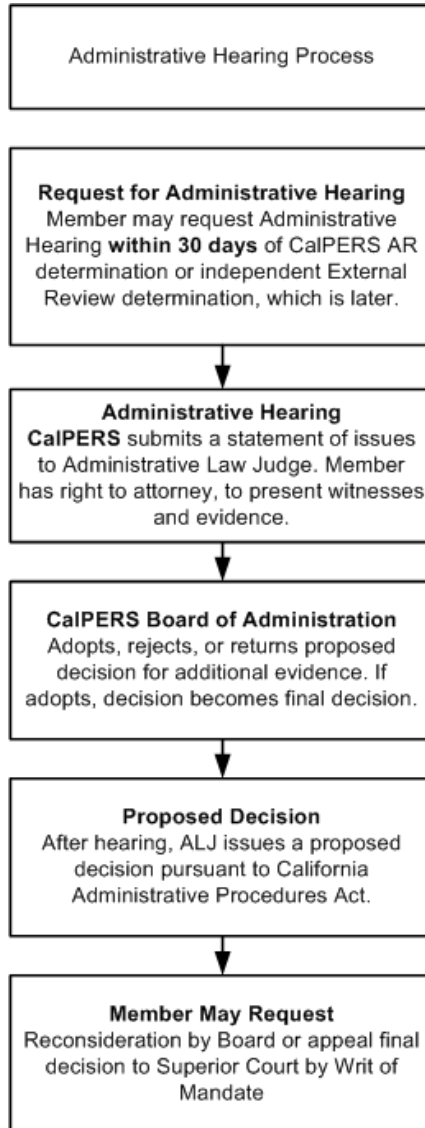 Administrative Hearing Process
Request for Administrative Hearing
Member may request Administrative
Hearing within 30 days of CalPERS AR
determination or independent External
Review determination, which is later.
Administrative Hearing
CalPERS submits a statement of issues
to Administrative Law Judge. Member
has right to attorney, to present witnesses
and evidence.
CalPERS Board of Administration
Adopts, rejects, or returns proposed
decision for additional evidence. If
adopts, decision becomes final decision.
Proposed Decision
After hearing, ALJ issues a proposed
decision pursuant to California
Administrative Procedures Act.
Member May Request
Reconsideration by Board or appeal final
decision to Superior Court by Writ of
Mandate